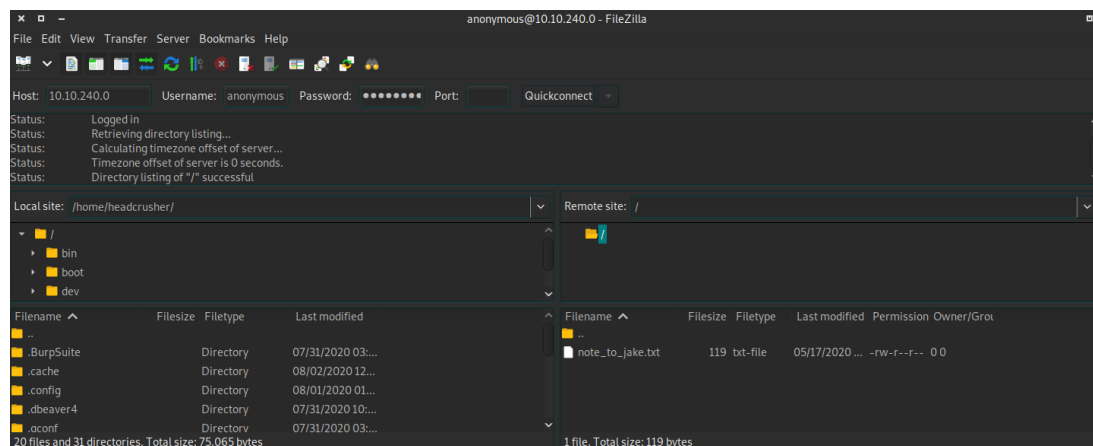 anonymous@10.10.240.0 - FileZilla
File Edit View Transfer Server Bookmarks Help
Host: 10.10.240.0 Username: anonymous Password: ●●●●●●●● Port: Quickconnect
Status: Logged in
Status: Retrieving directory listing...
Status: Calculating timezone offset of server...
Status: Timezone offset of server is 0 seconds.
Status: Directory listing of "/" successful
Local site: /home/headcrusher/
Remote site: /
/
bin
boot
dev
/
Filename Filesize Filetype Last modified
..
.BurpSuite Directory 07/31/2020 03:...
.cache Directory 08/02/2020 12...
.config Directory 08/01/2020 01...
.dbeaver4 Directory 07/31/2020 10:...
.gconf Directory 07/31/2020 03:...
20 files and 31 directories. Total size: 75.065 bytes
Filename Filesize Filetype Last modified Permission Owner/Grou
..
note_to_jake.txt 119 txt-file 05/17/2020 ... -rw-r--r-- 0 0
1 file. Total size: 119 bytes